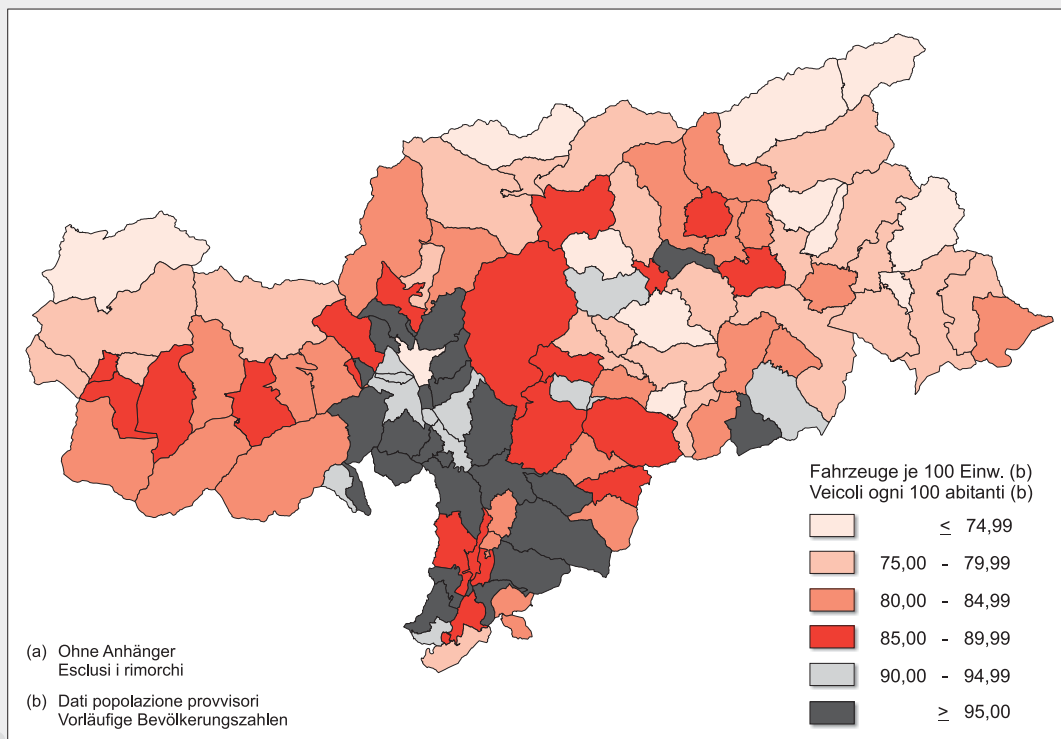 Fahrzeuge je 100 Einw. (b)
Veicoli ogni 100 abitanti (b)
≤ 74,99
75,00 - 79,99
80,00 - 84,99
85,00 - 89,99
90,00 - 94,99
≥ 95,00
(a) Ohne Anhänger
Esclusi i rimorchi
(b) Dati popolazione provvisori
Vorläufige Bevölkerungszahlen